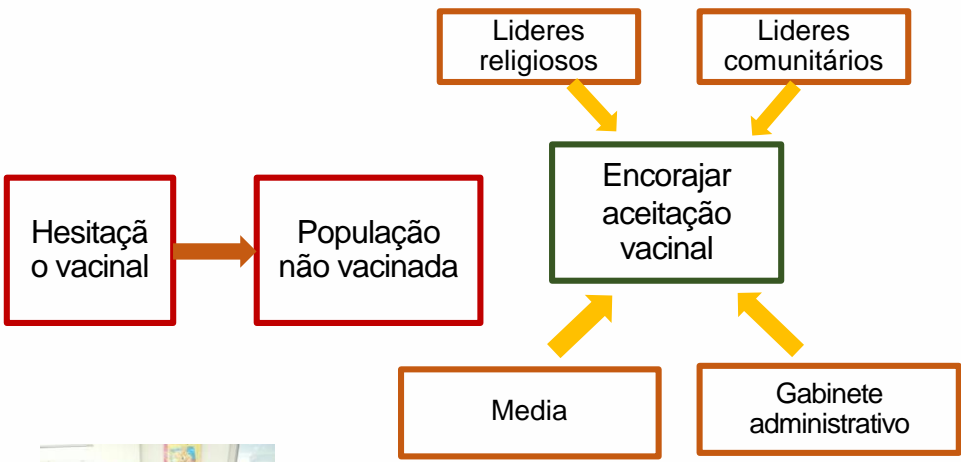 Lideres
religiosos
Lideres
comunitários
Encorajar
aceitação
vacinal
Hesitaçã
o vacinal
População
não vacinada
Media
Gabinete
administrativo